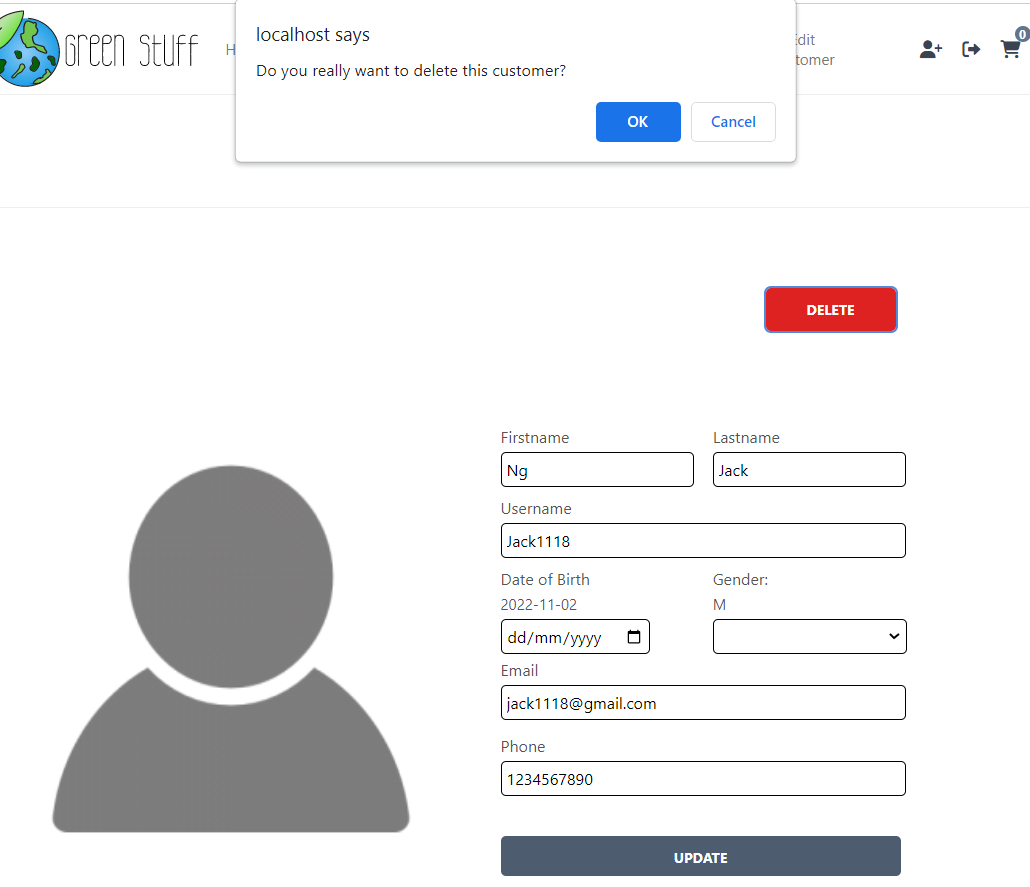 localhost says
Do you really want to delete this customer?
OK
Cancel
Green Stuff
H
0
DELETE
Firstname
Lastname
Ng
Jack
Username
Jack1118
Date of Birth
Gender:
2022-11-02
M
dd/mm/yyyy
Email
jack1118@gmail.com
Phone
1234567890
UPDATE